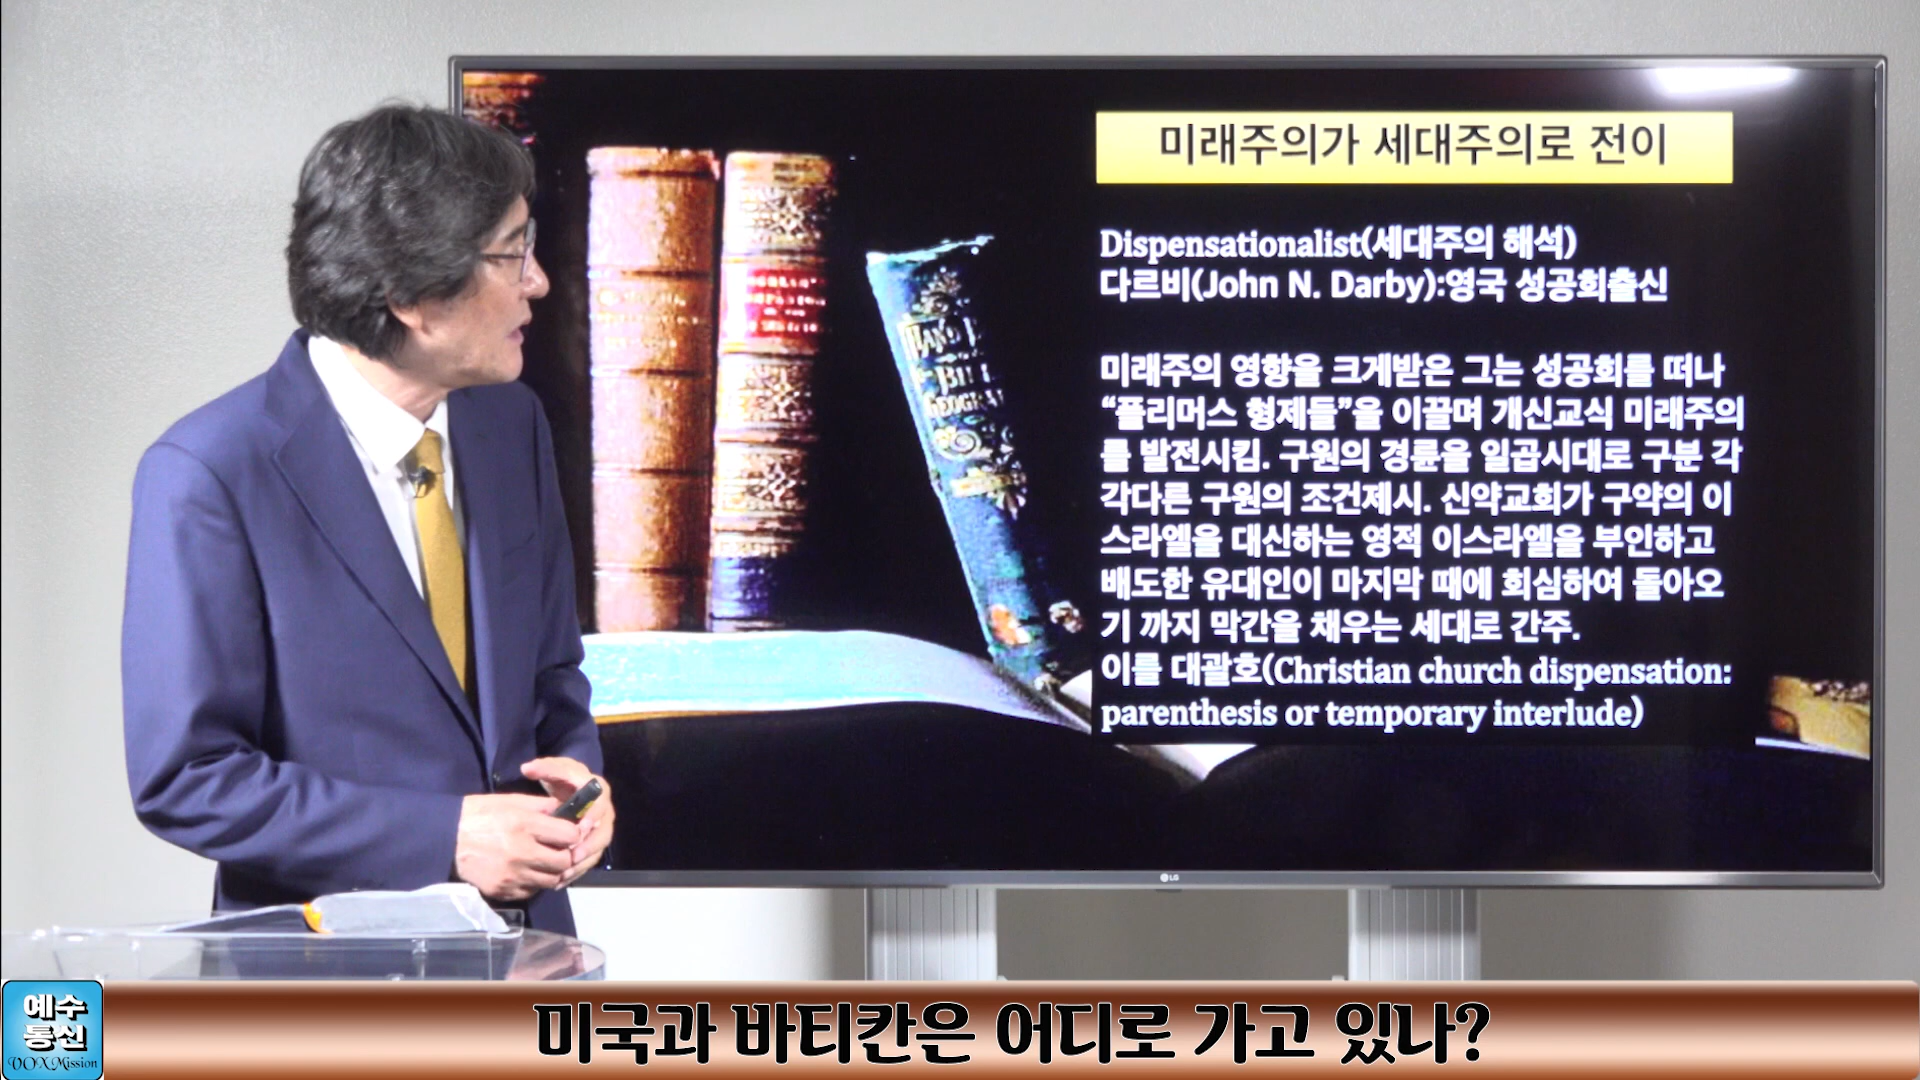 미래주의가 세대주의로 전이
Dispensationalist(세대주의 해석)
다르비(John N. Darby):영국 성공회출신
미래주의 영향을 크게받은 그는 성공회를 떠나
“플리머스 형제들”을 이끌며 개신교식 미래주의
를 발전시킴. 구원의 경륜을 일곱시대로 구분 각
각다른 구원의 조건제시. 신약교회가 구약의 이
스라엘을 대신하는 영적 이스라엘을 부인하고
배도한 유대인이 마지막 때에 회심하여 돌아오
기 까지 막간을 채우는 세대로 간주.
이를 대괄호(Christian church dispensation:
parenthesis or temporary interlude)
LG
예수
통신
VOX Mission
미국과 바티칸은 어디로 가고 있나?